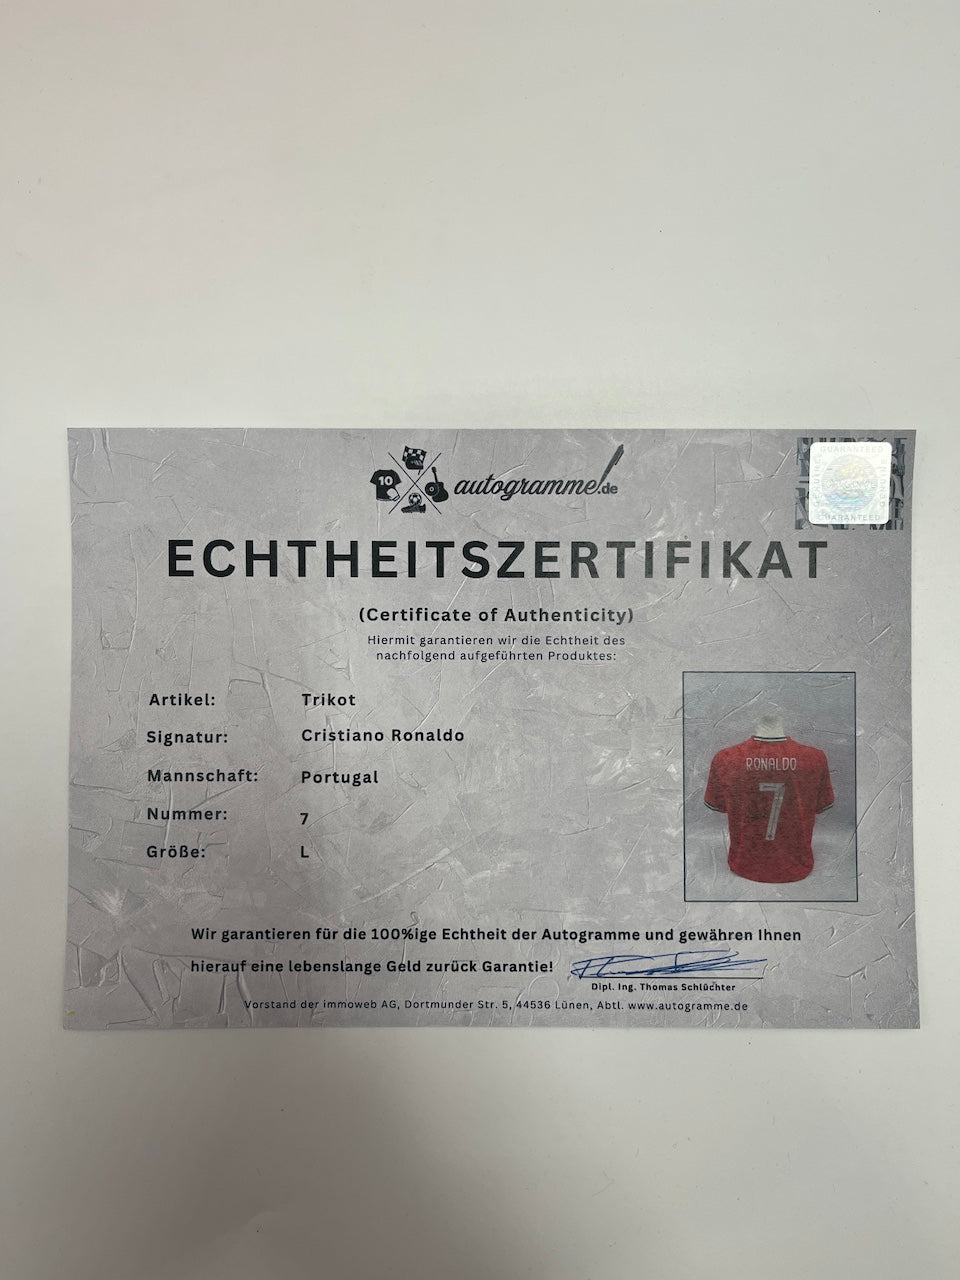 10
autogramme!.de
GUARANTEED
GUARANTEED
ECHTHEITSZERTIFIKAT
(Certificate of Authenticity)
Hiermit garantieren wir die Echtheit des
nachfolgend aufgeführten Produktes:
Artikel: Trikot
Signatur: Cristiano Ronaldo
Mannschaft: Portugal
Nummer: 7
Größe: L
RONALDO
7
Wir garantieren für die 100%ige Echtheit der Autogramme und gewähren Ihnen
hierauf eine lebenslange Geld zurück Garantie!
Dipl. Ing. Thomas Schlüchter
Vorstand der immoweb AG, Dortmunder Str. 5, 44536 Lünen, Abtl. www.autogramme.de